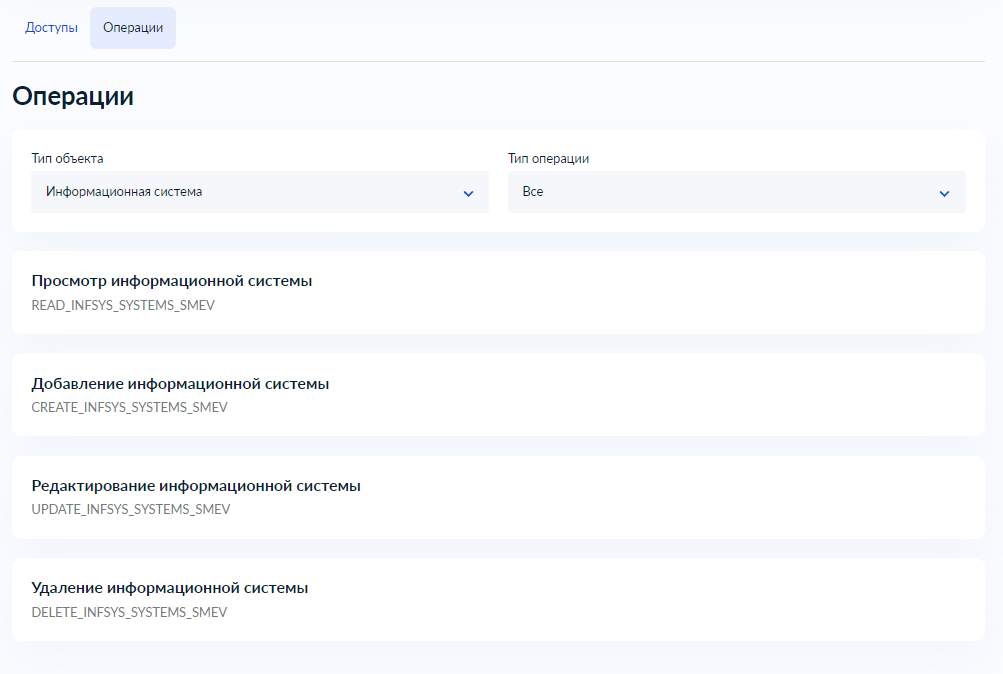 Доступы Операции
Операции
Тип объекта Тип операции
Информационная система Все
Просмотр информационной системы
READ_INFSYS_SYSTEMS_SMEV
Добавление информационной системы
CREATE_INFSYS_SYSTEMS_SMEV
Редактирование информационной системы
UPDATE_INFSYS_SYSTEMS_SMEV
Удаление информационной системы
DELETE_INFSYS_SYSTEMS_SMEV